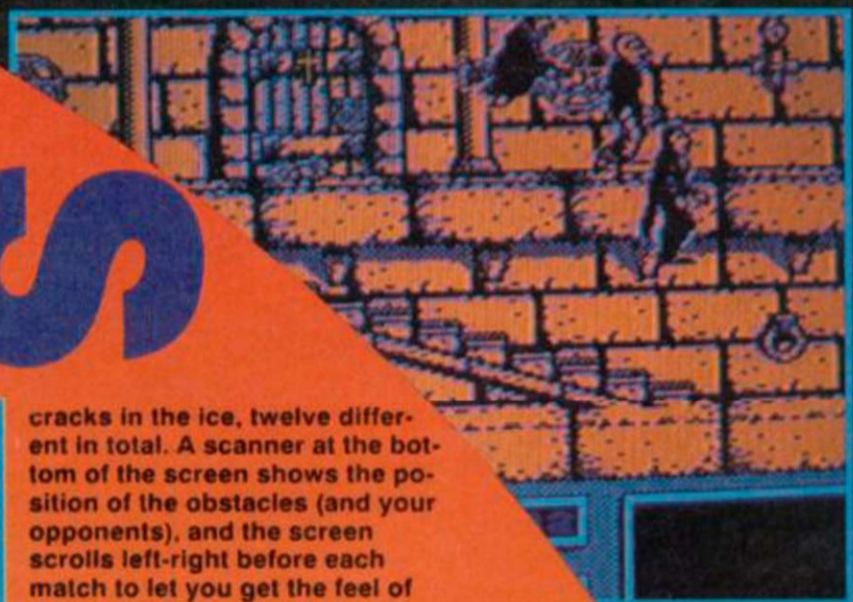 S
cracks in the ice, twelve differ-
ent in total. A scanner at the bot-
tom of the screen shows the po-
sition of the obstacles (and your
opponents), and the screen
scrolls left-right before each
match to let you get the feel of